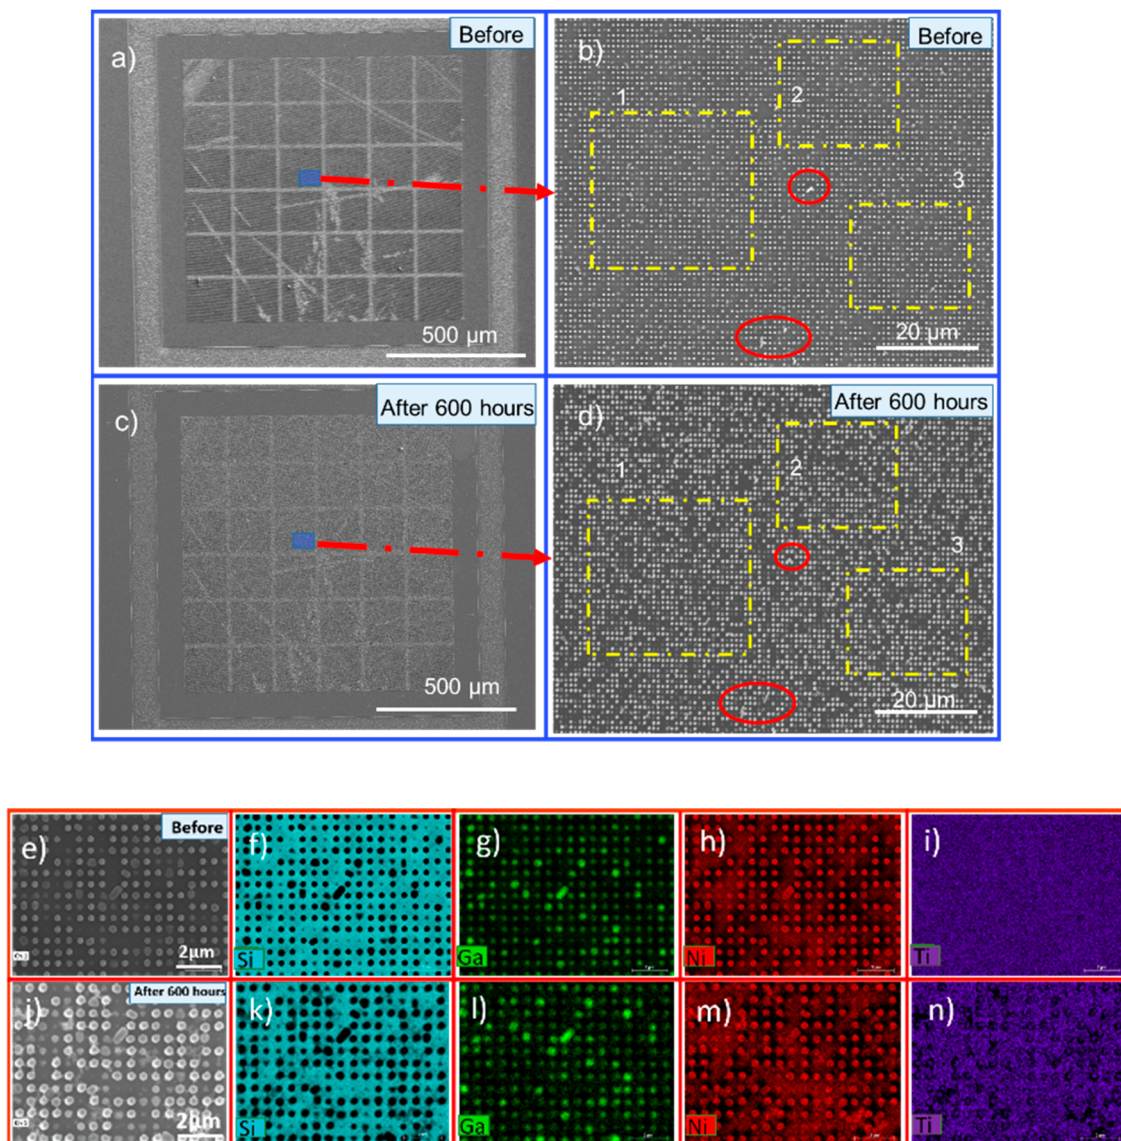 a)
Before
500 µm
b)
Before
1
2
3
20 µm
c)
After 600 hours
500 µm
d)
After 600 hours
1
2
3
20 µm
e)
Before
2µm
f)
Si
g)
Ga
h)
Ni
i)
Ti
j)
After 600 hours
2µm
k)
Si
l)
Ga
m)
Ni
n)
Ti